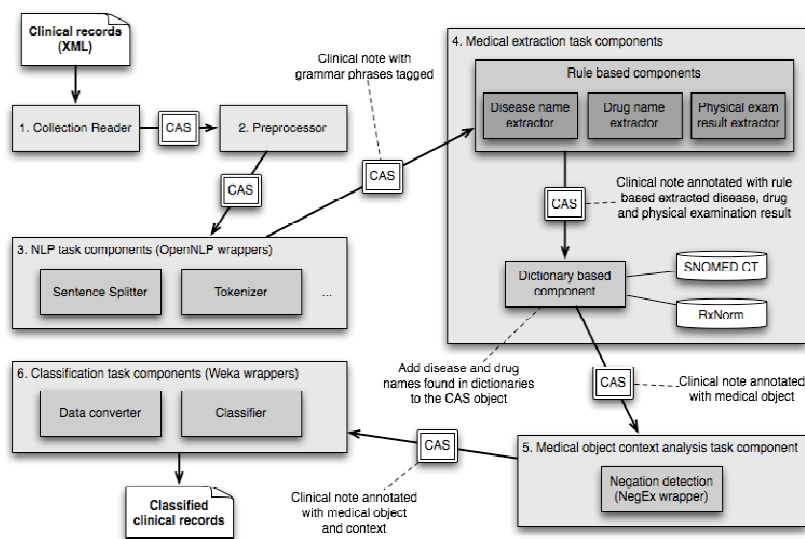 Clinical records
(XML)
1. Collection Reader
CAS
2. Preprocessor
CAS
Clinical note with
grammar phrases tagged
CAS
3. NLP task components (OpenNLP wrappers)
Sentence Splitter
Tokenizer
...
4. Medical extraction task components
Rule based components
Disease name
extractor
Drug name
extractor
Physical exam
result extractor
CAS
Clinical note annotated with rule
based extracted disease, drug
and physical examination result
Dictionary based
component
SNOMED CT
RxNorm
Add disease and drug
names found in dictionaries
to the CAS object
CAS
Clinical note annotated
with medical object
5. Medical object context analysis task component
Negation detection
(NegEx wrapper)
CAS
Clinical note annotated
with medical object
and context
6. Classification task components (Weka wrappers)
Data converter
Classifier
Classified
clinical records